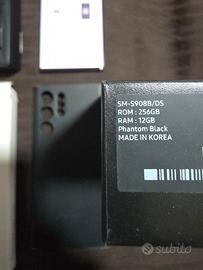 SM-S908B/DS
ROM : 256GB
RAM : 12GB
Phantom Black
MADE IN KOREA
subito